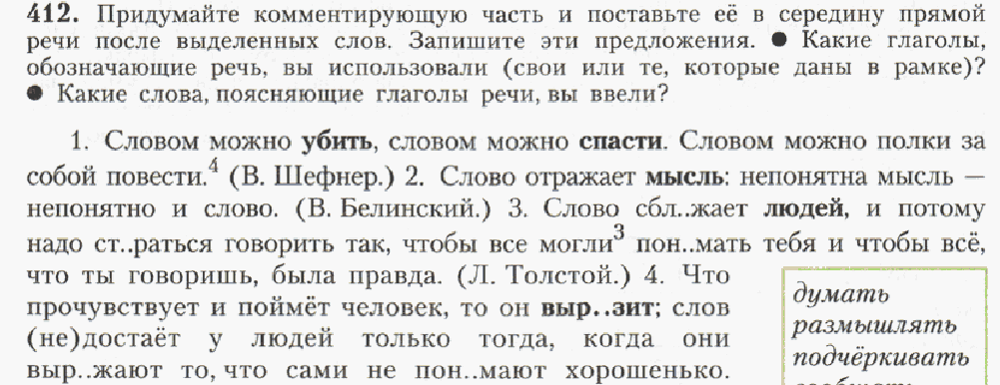 412. Придумайте комментирующую часть и поставьте её в середину прямой
речи после выделенных слов. Запишите эти предложения. ● Какие глаголы,
обозначающие речь, вы использовали (свои или те, которые даны в рамке)?
● Какие слова, поясняющие глаголы речи, вы ввели?
1. Словом можно убить, словом можно спасти. Словом можно полки за
собой повести.⁴ (В. Шефнер.) 2. Слово отражает мысль: непонятна мысль —
непонятно и слово. (В. Белинский.) 3. Слово сбл..жает людей, и потому
надо ст..раться говорить так, чтобы все могли³ пон..мать тебя и чтобы всё,
что ты говоришь, была правда. (Л. Толстой.) 4. Что
прочувствует и поймёт человек, то он выр..зит; слов
(не)достаёт у людей только тогда, когда они
выр..жают то, что сами не пон..мают хорошенько.
думать
размышлять
подчёркивать